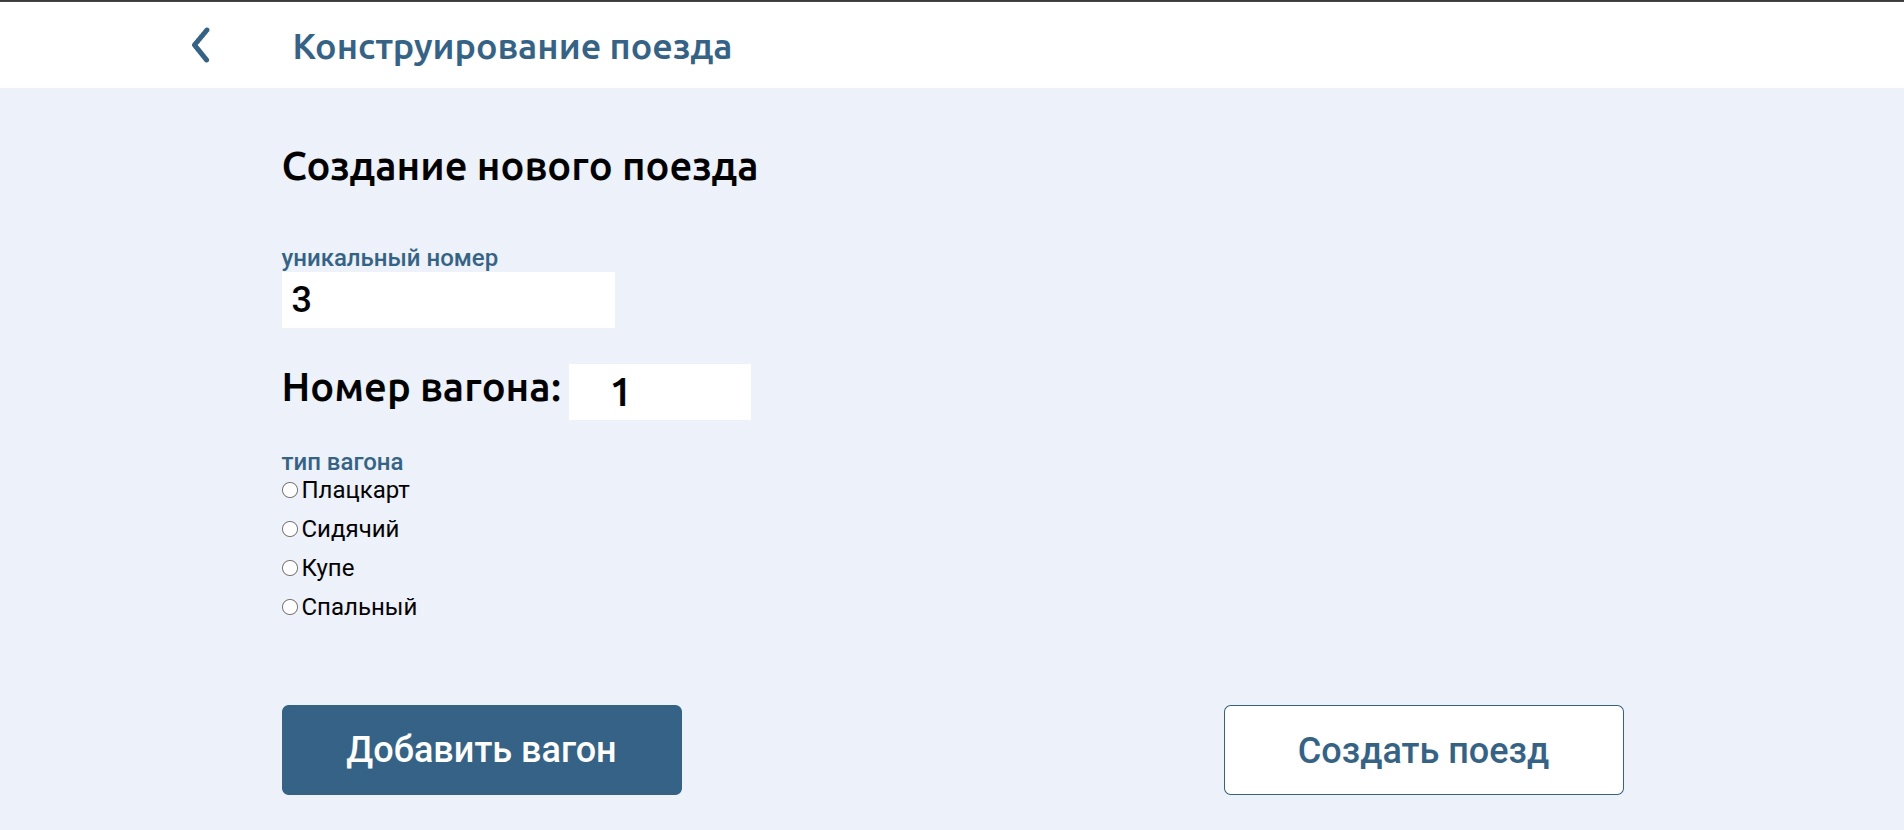 Конструирование поезда
Создание нового поезда
уникальный номер
3
Номер вагона: 1
тип вагона
Плацкарт
Сидячий
Купе
Спальный
Добавить вагон
Создать поезд